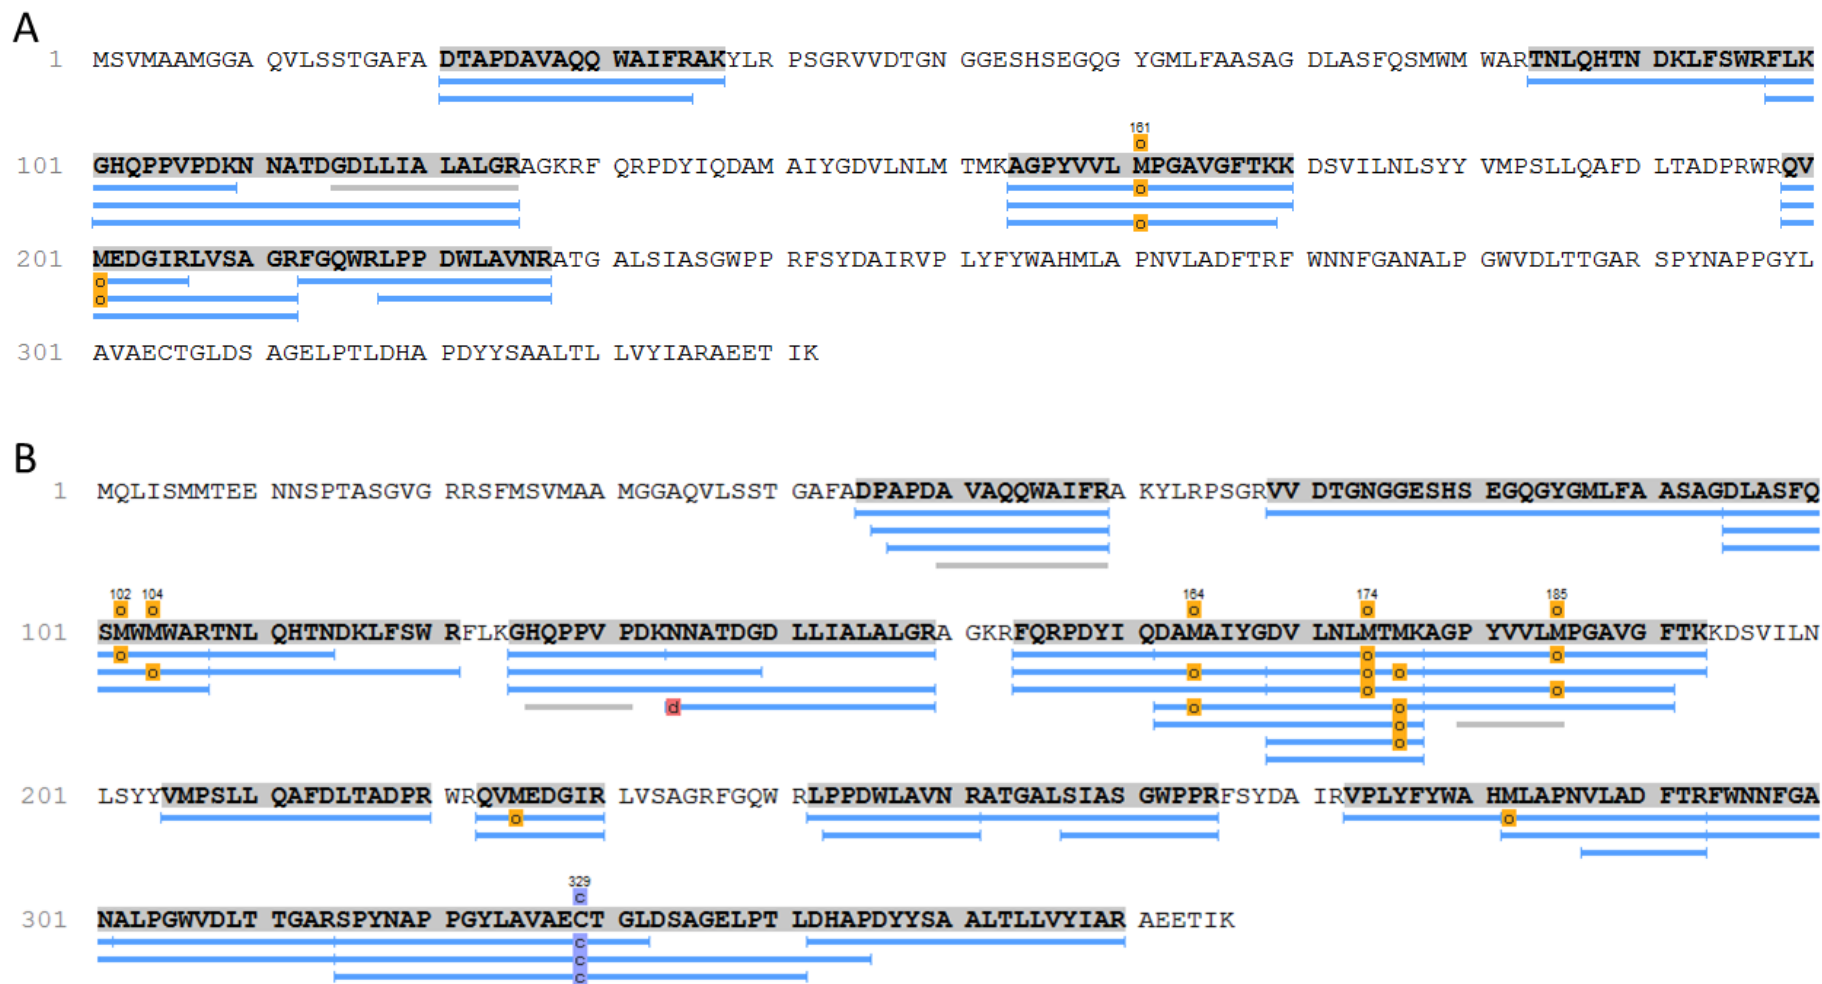 A
1 MSVMAAMGGA QVLSSTGAFA DTAPDAVAQQ WAIFRAKYLR PSGRVVDTGN GGESHSEGQG YGMLFAASAG DLASFQSMWM WARTNLQHTN DKLFSWRFLK
161
o
101 GHQPPVPDKN NATDGDLLIA LALGRAGKRF QRPDYIQDAM AIYGDVLNLM TMKAGPYVVL MPGAVGFTKK DSVILNLSYY VMPSLLQAFD LTADPRWRQV
o
o
201 MEDGIRLVSA GRFGQWRLPP DWLAVNRATG ALSIASGWPP RFSYDAIRVP LYFYWAHMLA PNVLADFTRF WNNFGANALP GWVDLTTGAR SPYNAPPGYL
o
o
301 AVAECTGLDS AGELPTLDHA PDYYSAALTL LVYIARAEET IK
B
1 MQLISMMTEE NNSPTASGVG RRSFMSVMAA MGGAQVLSST GAFADPAPDA VAQQWAIFRA KYLRPSGRVV DTGNGGESHS EGQGYGMLFA ASAGDLASFQ
102 104 164 174 185
o o o o o
101 SMWMWARTNL QHTNDKLFSW RFLKGHQPPV PDKNNATDGD LLIALALGRA GKRFQRPDYI QDAMAIYGDV LNLMTMKAGP YVVLMPGAVG FTKKDSVILN
o o o
o o o o
o o
d o o
o
o
201 LSYYVMPSLL QAFDLTADPR WRQVMEDGIR LVSAGRFGQW RLPPDWLAVN RATGALSIAS GWPPRFSYDA IRVPLYFYWA HMLAPNVLAD FTRFWNNFGA
o o
329
c
301 NALPGWVDLT TGARSPYNAP PGYLAVAECT GLDSAGELPT LDHAPDYYSA ALTLLVYIAR AEETIK
c
c
c